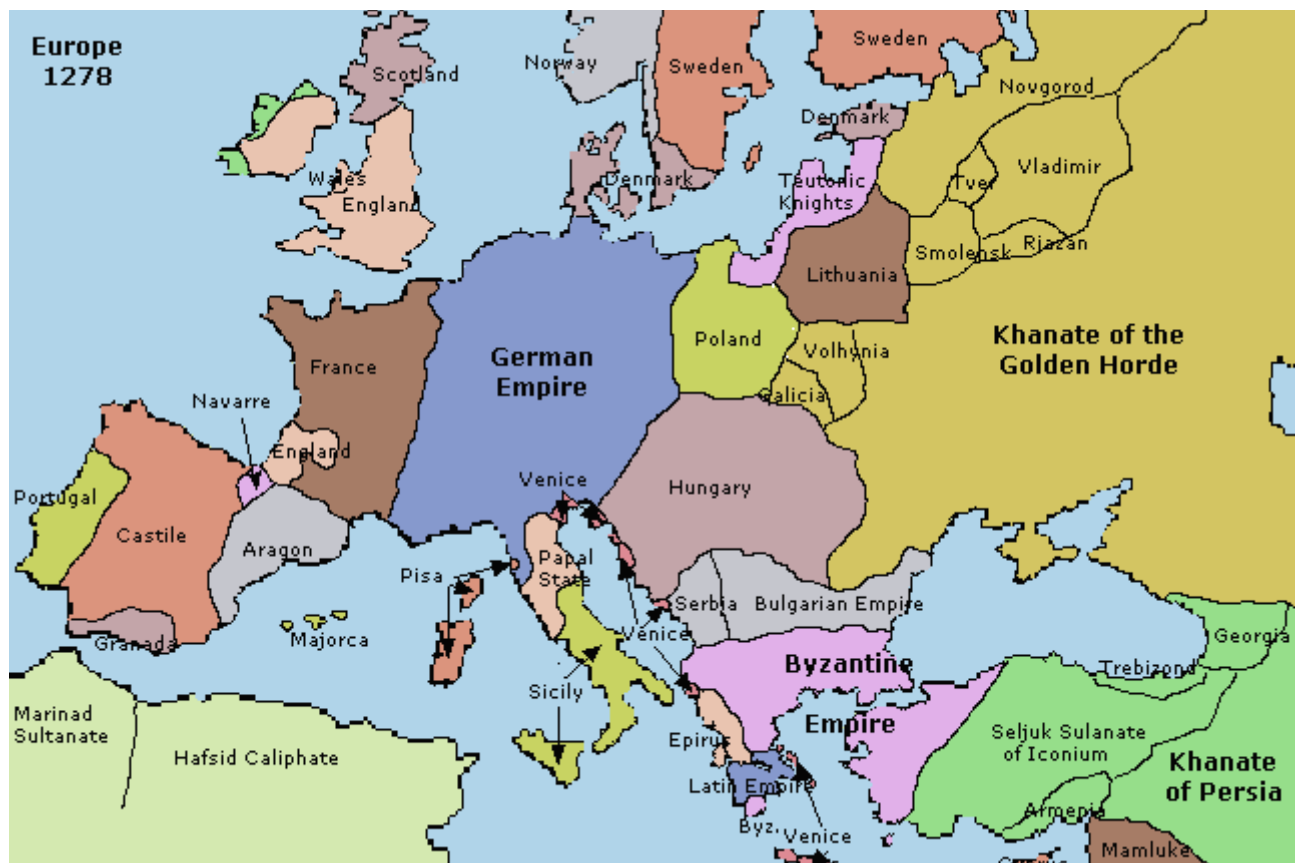 Europe
1278
Scotland
Norway
Sweden
Sweden
Novgorod
Denmark
Vladimir
Tver
Wales
England
Denmark
Teutonic
Knights
Smolensk
Rjazan
Lithuania
France
German
Empire
Poland
Volhynia
Khanate of the
Golden Horde
Galicia
Navarre
England
Portugal
Castile
Aragon
Venice
Hungary
Pisa
Papal
State
Serbia
Bulgarian Empire
Granada
Majorca
Venice
Georgia
Byzantine
Trebizond
Sicily
Marinad
Sultanate
Hafsid Caliphate
Epirus
Empire
Seljuk Sulanate
of Iconium
Khanate
of Persia
Latin Empire
Armenia
Byz.
Venice
Mamluke